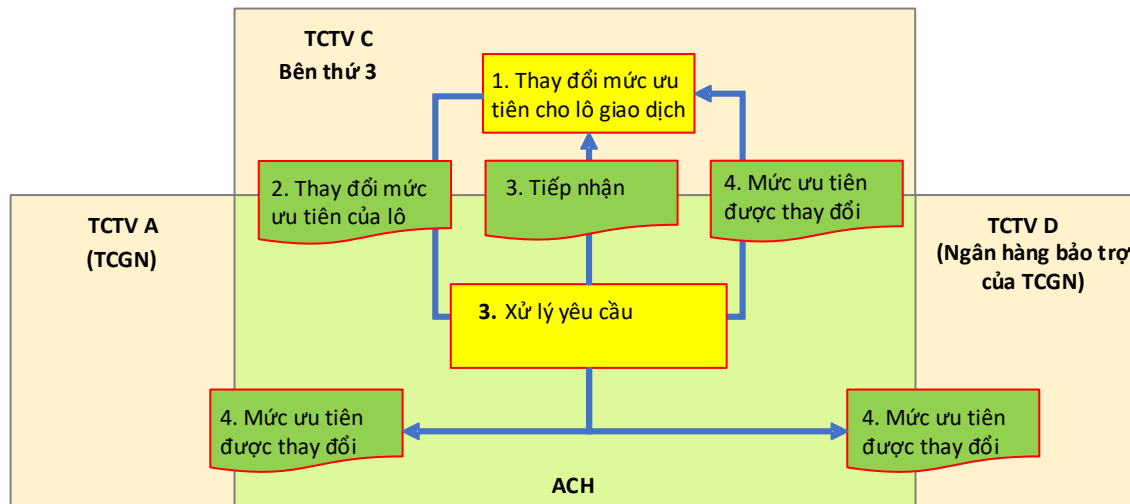 TCTV C
Bên thứ 3
1. Thay đổi mức ưu
tiên cho lô giao dịch
2. Thay đổi mức
ưu tiên của lô
3. Tiếp nhận
4. Mức ưu tiên
được thay đổi
TCTV A
(TCGN)
TCTV D
(Ngân hàng bảo trợ
của TCGN)
3. Xử lý yêu cầu
4. Mức ưu tiên
được thay đổi
4. Mức ưu tiên
được thay đổi
ACH